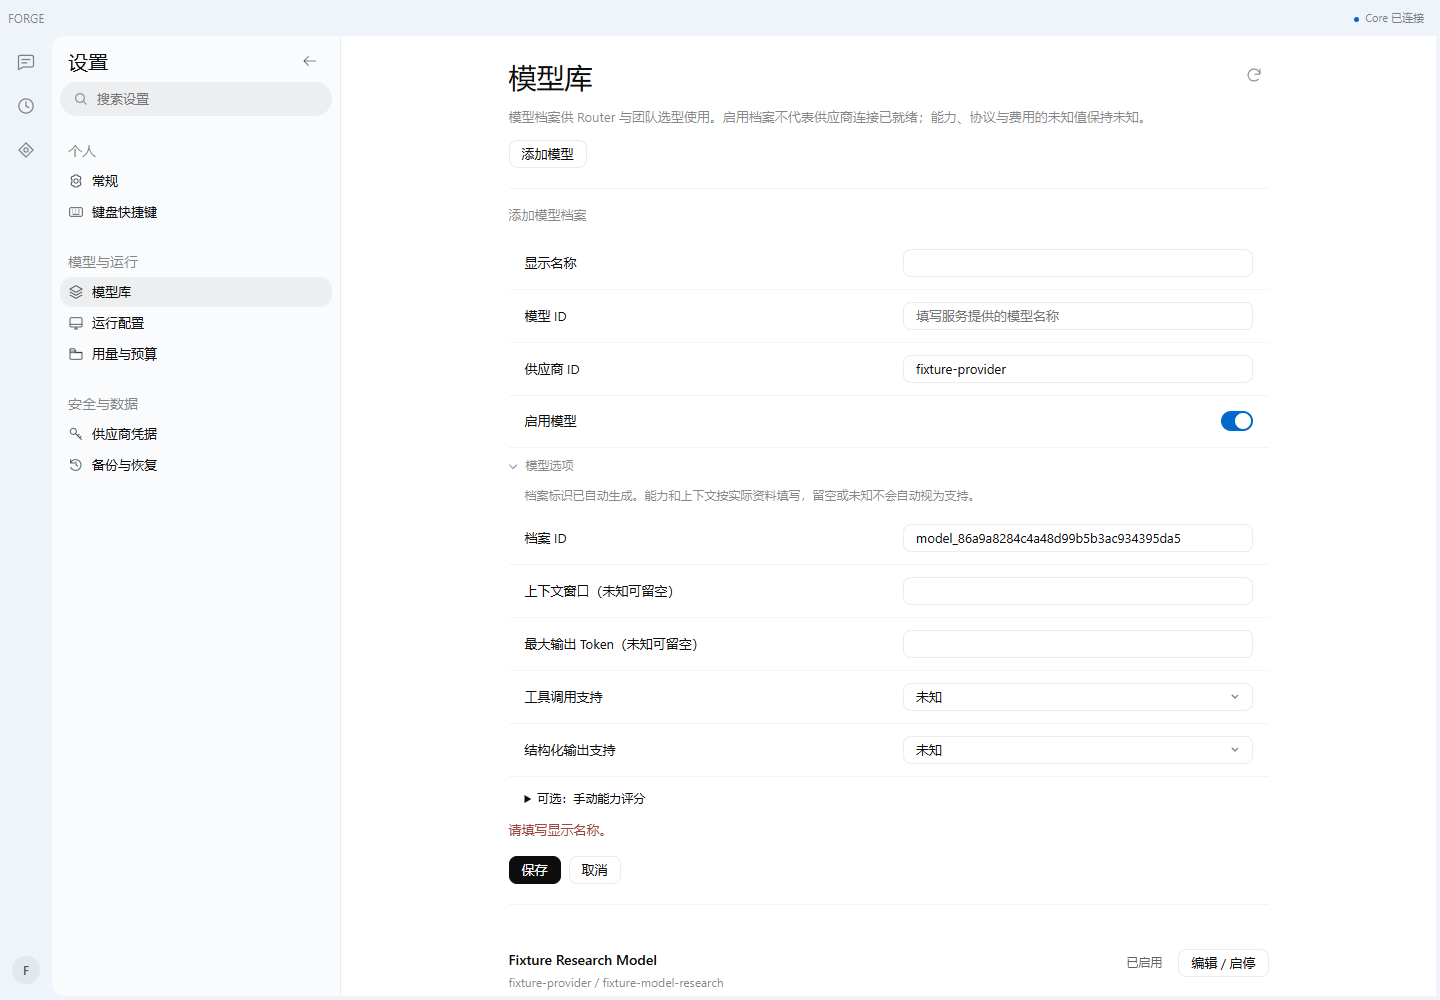 FORGE
Core 已连接
设置
搜索设置
个人
常规
键盘快捷键
模型与运行
模型库
运行配置
用量与预算
安全与数据
供应商凭据
备份与恢复
F
模型库
模型档案供 Router 与团队选型使用。启用档案不代表供应商连接已就绪；能力、协议与费用的未知值保持未知。
添加模型
添加模型档案
显示名称
模型 ID
填写服务提供的模型名称
供应商 ID
fixture-provider
启用模型
模型选项
档案标识已自动生成。能力和上下文按实际资料填写，留空或未知不会自动视为支持。
档案 ID
model_86a9a8284c4a48d99b5b3ac934395da5
上下文窗口（未知可留空）
最大输出 Token（未知可留空）
工具调用支持
未知
结构化输出支持
未知
可选：手动能力评分
请填写显示名称。
保存
取消
Fixture Research Model
fixture-provider / fixture-model-research
已启用
编辑 / 启停